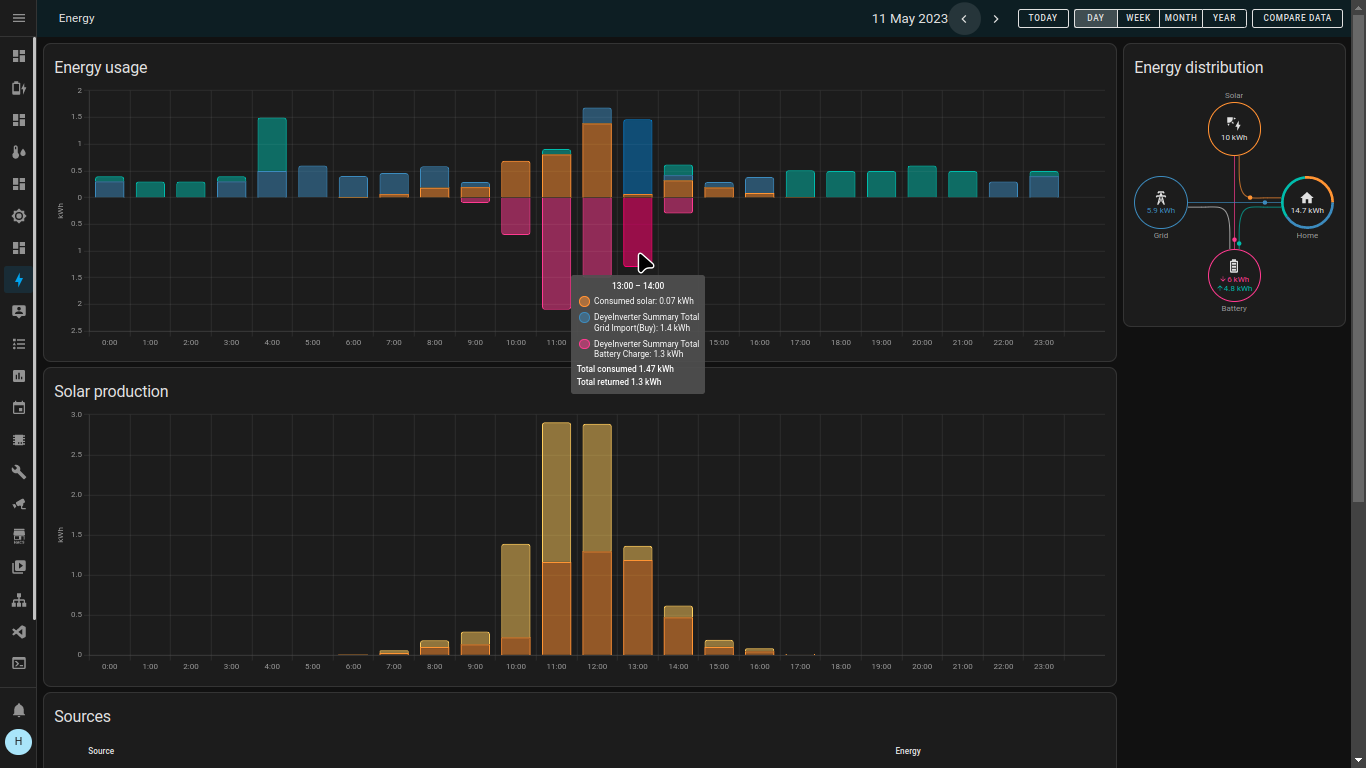 Energy
11 May 2023
TODAY
DAY
WEEK
MONTH
YEAR
COMPARE DATA
Energy usage
2
1.5
1
0.5
0
0.5
1
1.5
2
2.5
kWh
0:00 1:00 2:00 3:00 4:00 5:00 6:00 7:00 8:00 9:00 10:00 11:00 15:00 16:00 17:00 18:00 19:00 20:00 21:00 22:00 23:00
13:00 – 14:00
Consumed solar: 0.07 kWh
DeyeInverter Summary Total
Grid Import(Buy): 1.4 kWh
DeyeInverter Summary Total
Battery Charge: 1.3 kWh
Total consumed 1.47 kWh
Total returned 1.3 kWh
Energy distribution
Solar
10 kWh
5.9 kWh
Grid
14.7 kWh
Home
↓6 kWh
↑4.8 kWh
Battery
Solar production
3.0
2.5
2.0
1.5
1.0
0.5
0
kWh
0:00 1:00 2:00 3:00 4:00 5:00 6:00 7:00 8:00 9:00 10:00 11:00 12:00 13:00 14:00 15:00 16:00 17:00 18:00 19:00 20:00 21:00 22:00 23:00
Sources
Source Energy
H